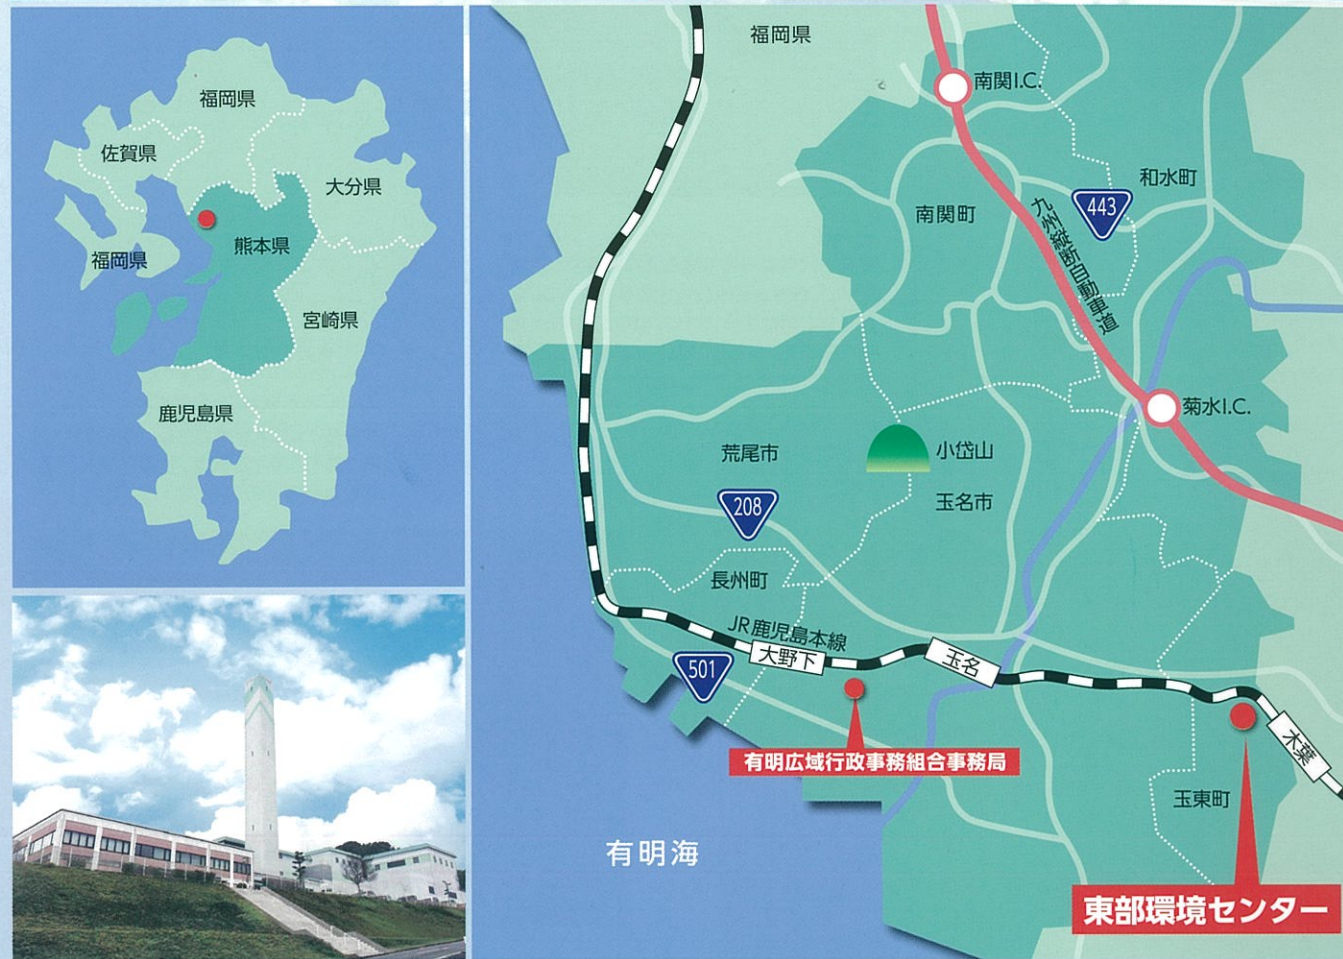 福岡県
佐賀県
大分県
福岡県
熊本県
宮崎県
鹿児島県
福岡県
南関I.C.
和水町
443
南関町
九州縦断自動車道
菊水I.C.
荒尾市
小岱山
玉名市
208
長州町
JR鹿児島本線
大野下
玉名
501
木葉
有明広域行政事務組合事務局
玉東町
有明海
東部環境センター